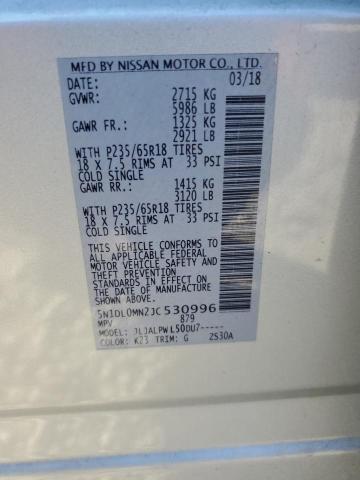 MFD BY NISSAN MOTOR CO., LTD.
DATE: 03/18
GVWR: 2715 KG
5986 LB
GAWR FR.: 1325 KG
2921 LB
WITH P235/65R18 TIRES
18 X 7.5 RIMS AT 33 PSI
COLD SINGLE
GAWR RR.: 1415 KG
3120 LB
WITH P235/65R18 TIRES
18 X 7.5 RIMS AT 33 PSI
COLD SINGLE
THIS VEHICLE CONFORMS TO
ALL APPLICABLE FEDERAL
MOTOR VEHICLE SAFETY AND
THEFT PREVENTION
STANDARDS IN EFFECT ON
THE DATE OF MANUFACTURE
SHOWN ABOVE.
5N1DL0MN2JC530996
MPV 879
JLJALPWL50UU7-----
COLOR: K23 TRIM: G 2S30A